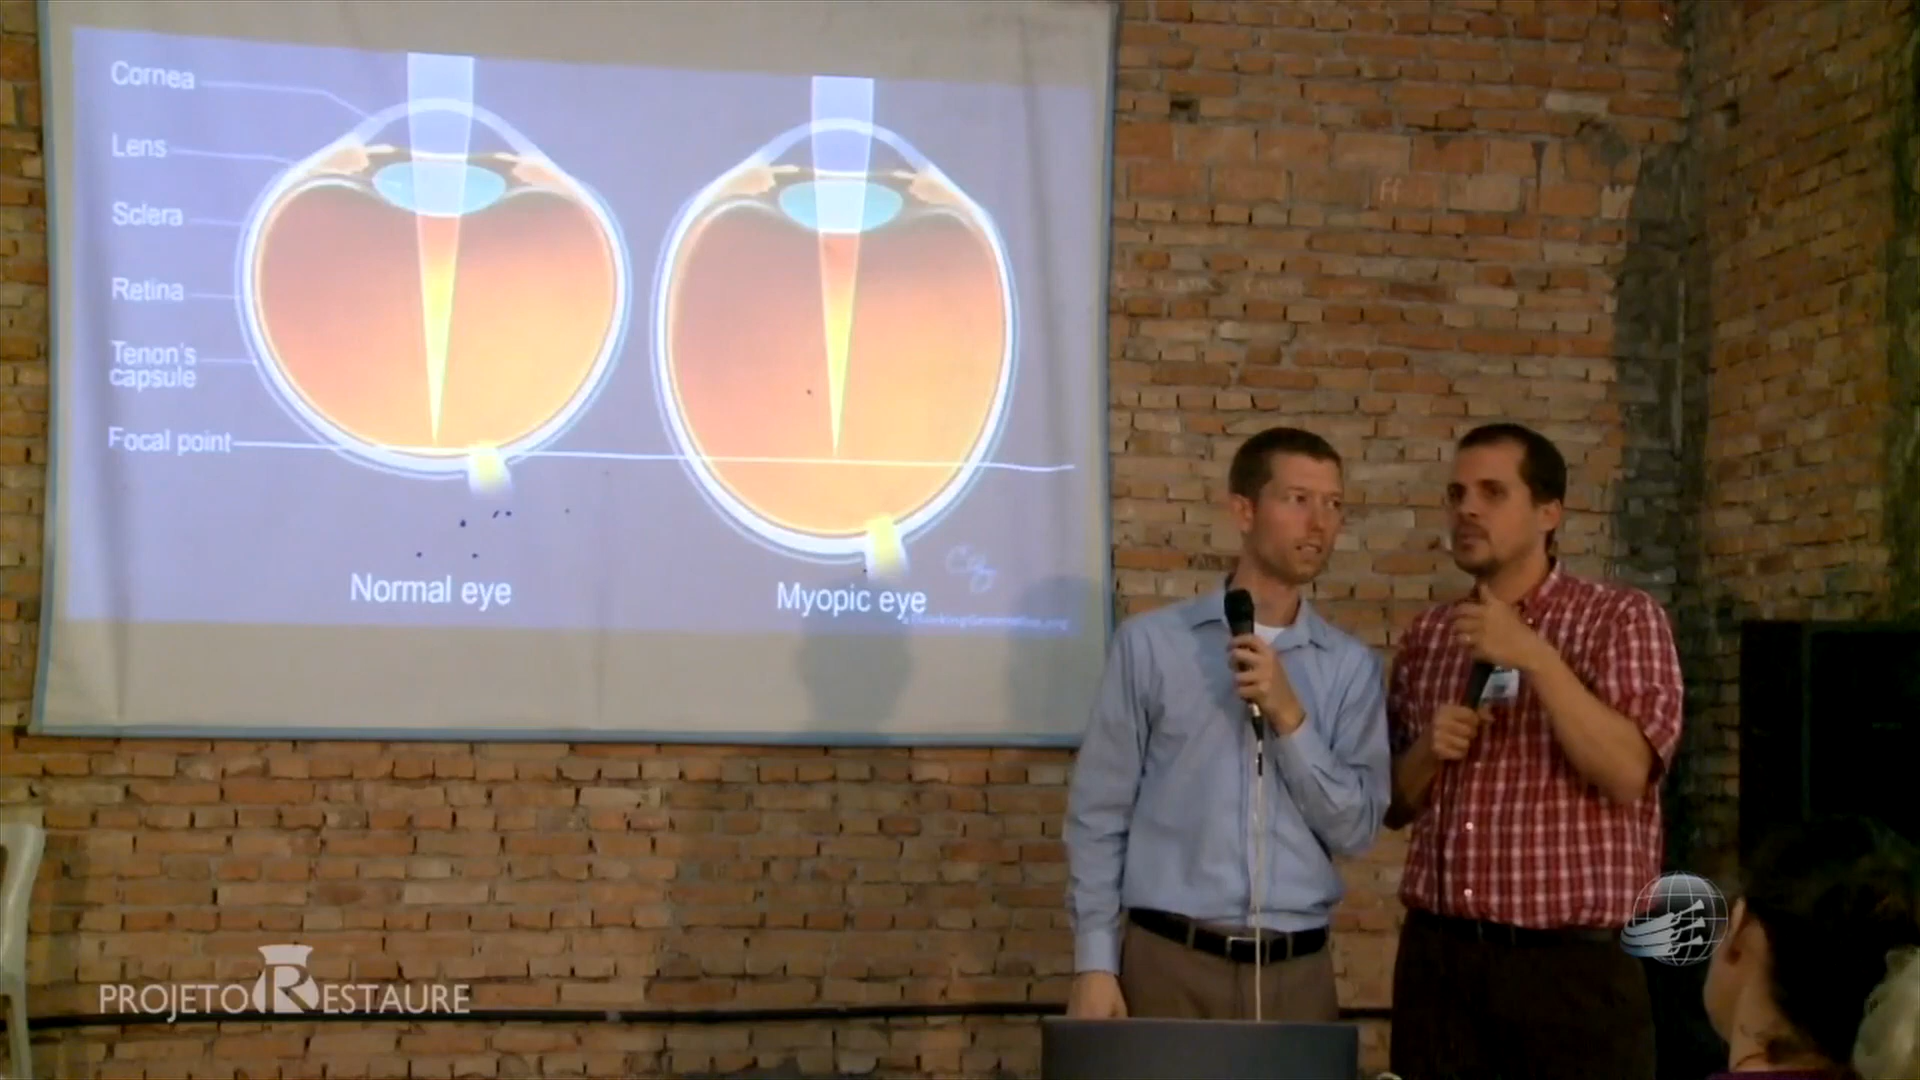 Cornea
Lens
Sclera
Retina
Tenon's
capsule
Focal point
Normal eye
Myopic eye
PROJETO RESTAURE